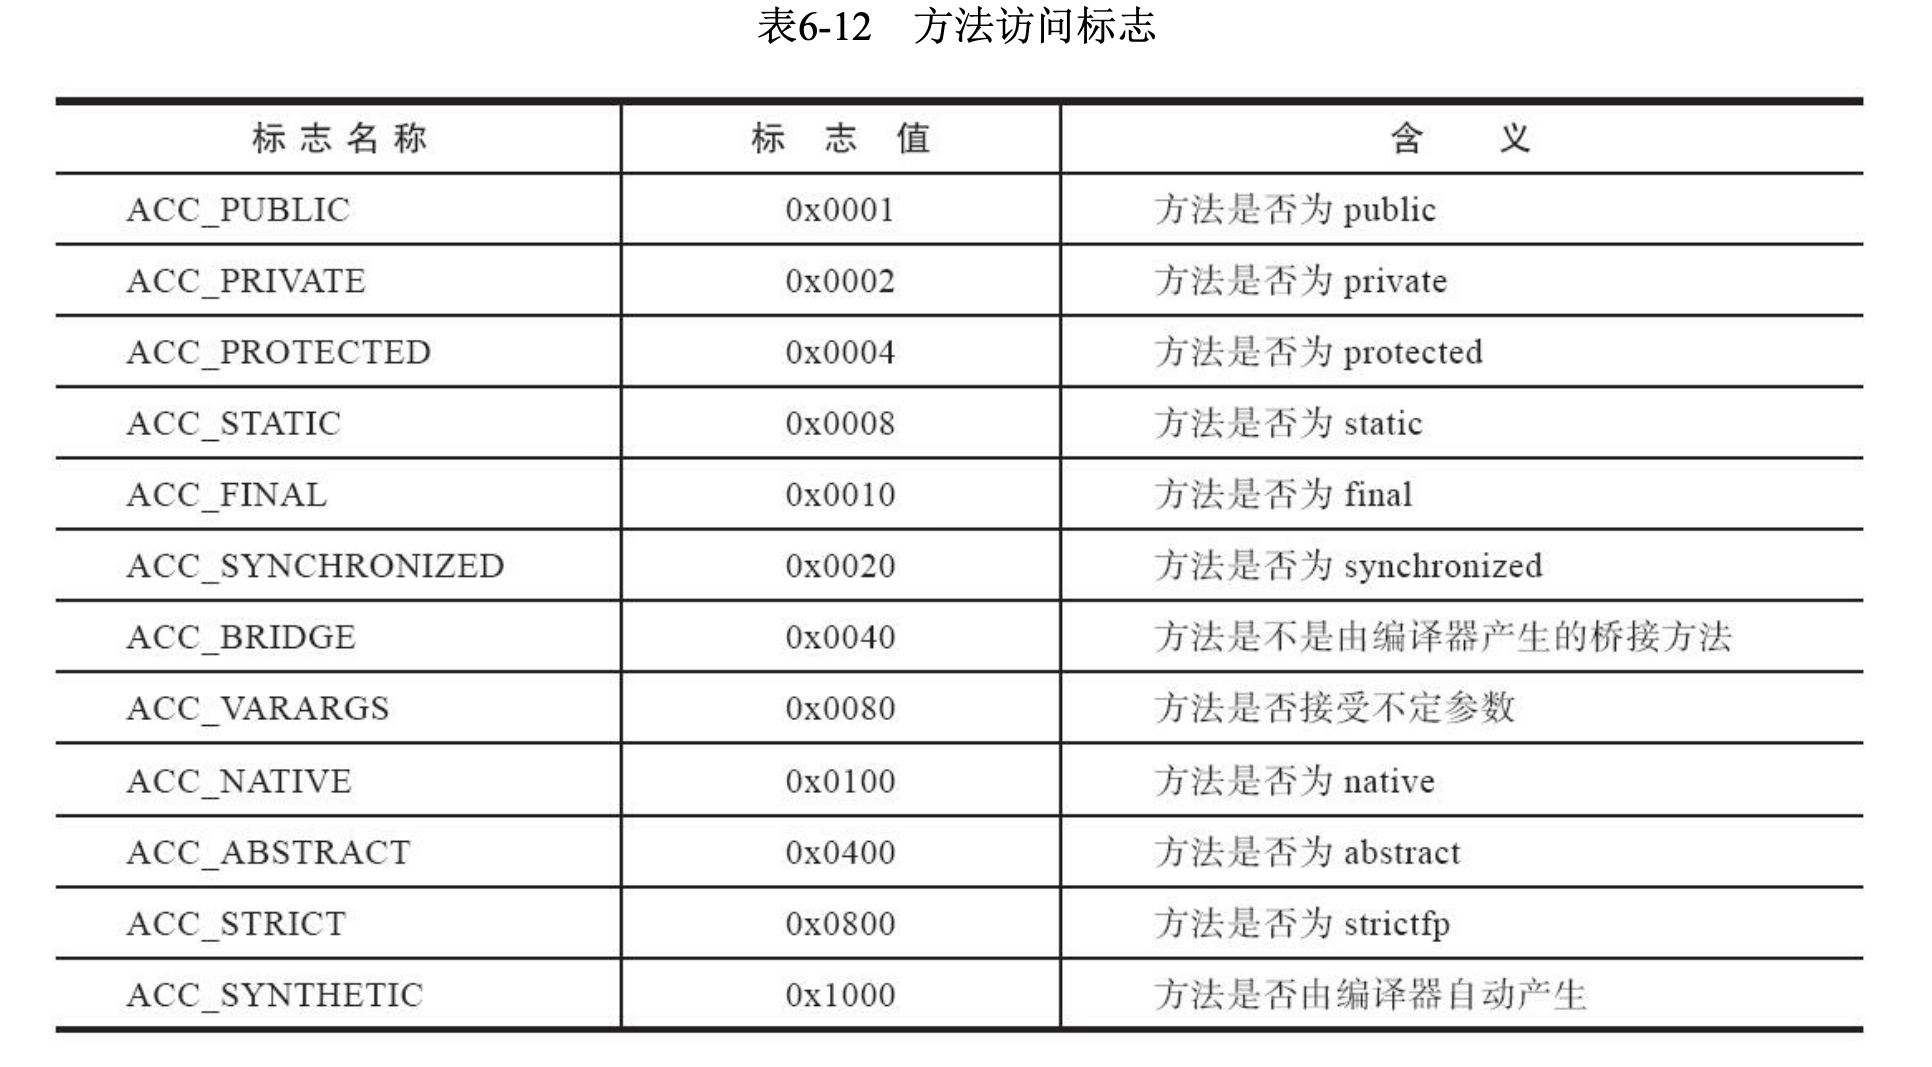 表6-12 方法访问标志
标志名称 标志值 含义
ACC_PUBLIC 0x0001 方法是否为 public
ACC_PRIVATE 0x0002 方法是否为 private
ACC_PROTECTED 0x0004 方法是否为 protected
ACC_STATIC 0x0008 方法是否为 static
ACC_FINAL 0x0010 方法是否为 final
ACC_SYNCHRONIZED 0x0020 方法是否为 synchronized
ACC_BRIDGE 0x0040 方法是不是由编译器产生的桥接方法
ACC_VARARGS 0x0080 方法是否接受不定参数
ACC_NATIVE 0x0100 方法是否为 native
ACC_ABSTRACT 0x0400 方法是否为 abstract
ACC_STRICT 0x0800 方法是否为 strictfp
ACC_SYNTHETIC 0x1000 方法是否由编译器自动产生